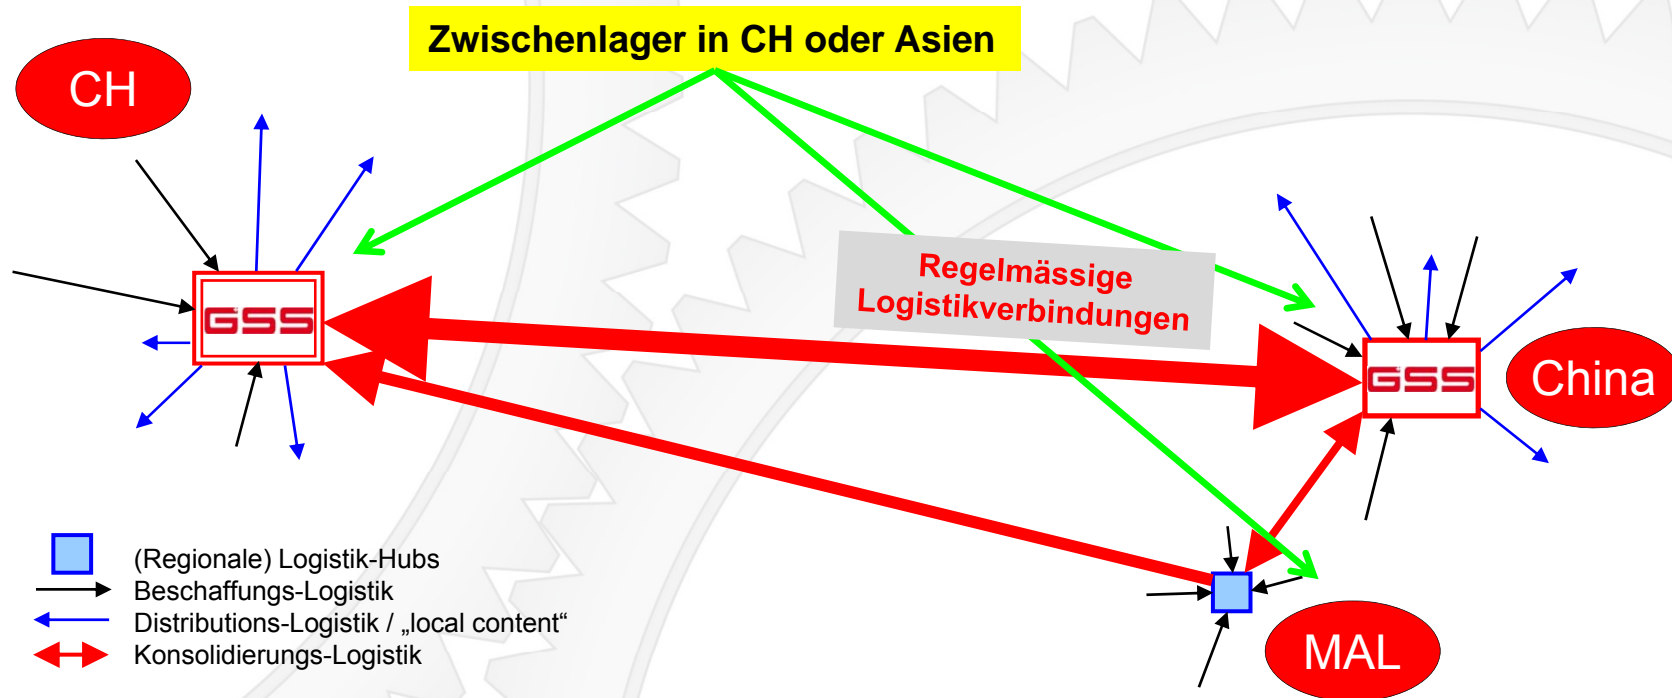 Zwischenlager in CH oder Asien
CH
Regelmässige
Logistikverbindungen
GSS
GSS
China
(Regionale) Logistik-Hubs
Beschaffungs-Logistik
Distributions-Logistik / „local content“
Konsolidierungs-Logistik
MAL